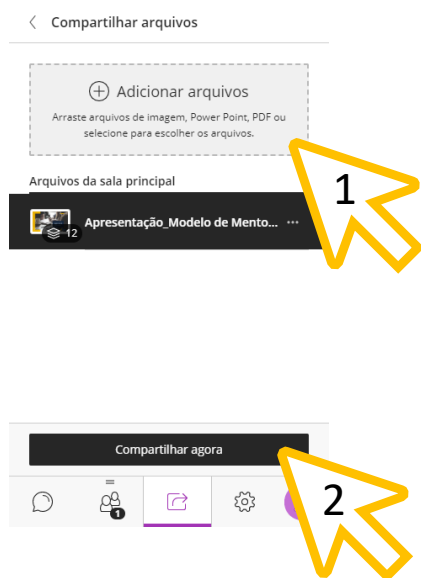 Compartilhar arquivos
Adicionar arquivos
Arraste arquivos de imagem, Power Point, PDF ou
selecione para escolher os arquivos.
1
Arquivos da sala principal
Apresentação_Modelo de Mento... ...
12
Compartilhar agora
2
1